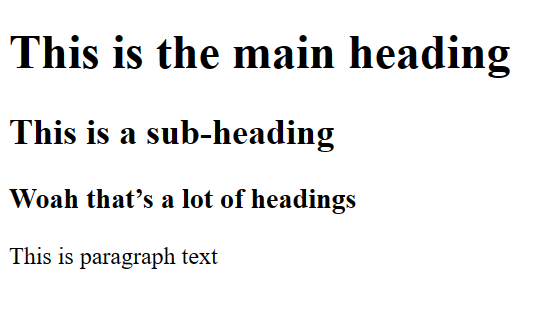 This is the main heading
This is a sub-heading
Woah that’s a lot of headings
This is paragraph text